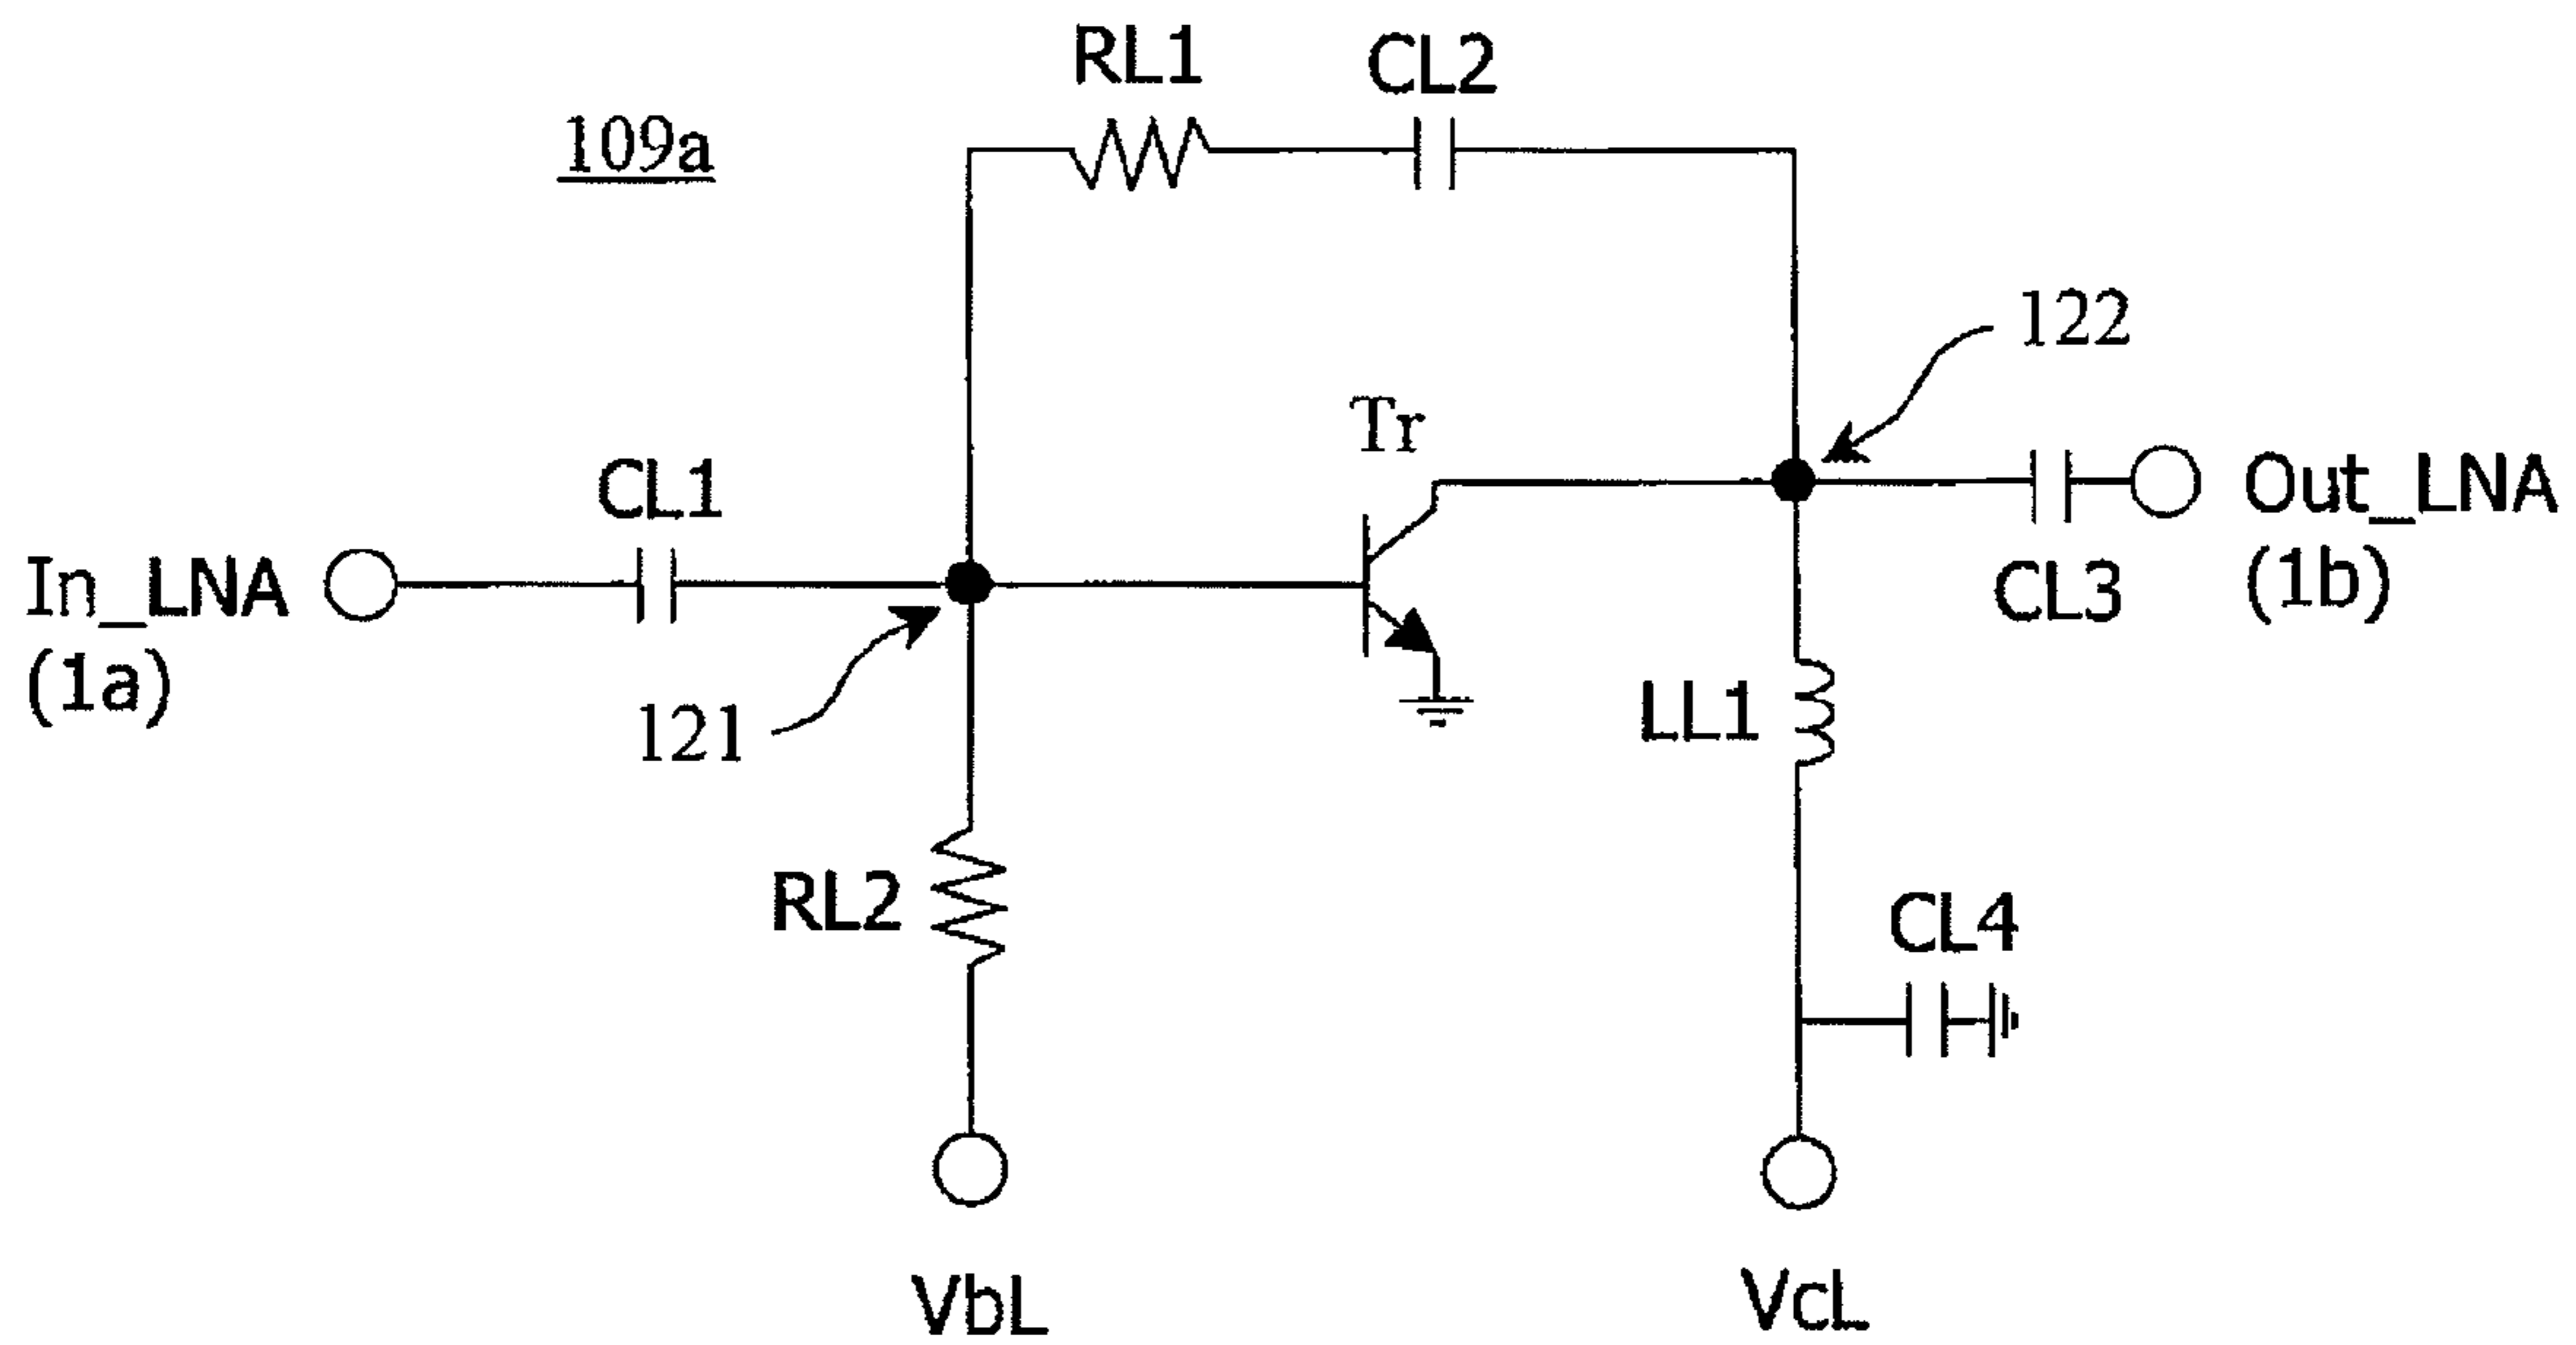 RL1
CL2
109a
122
Tr
CL1
Out_LNA
(1b)
In_LNA
(1a)
CL3
121
LL1
RL2
CL4
VbL
VcL